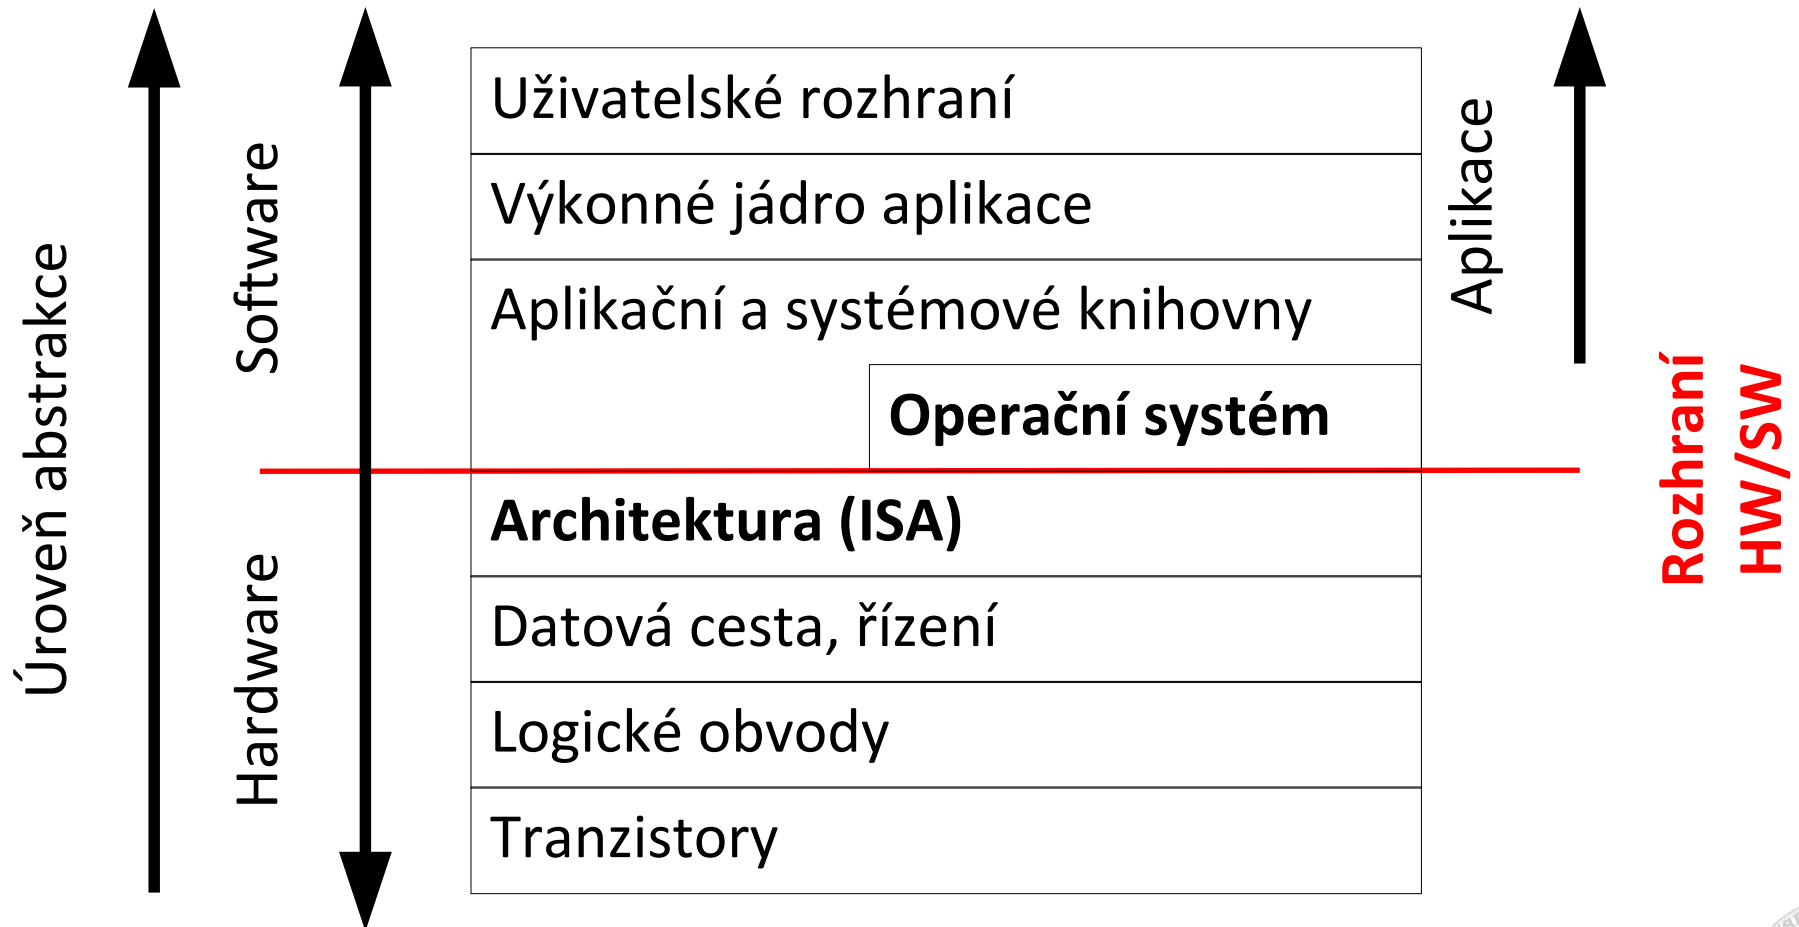 Úroveň abstrakce
Software
Hardware
Uživatelské rozhraní
Výkonné jádro aplikace
Aplikační a systémové knihovny
Operační systém
Architektura (ISA)
Datová cesta, řízení
Logické obvody
Tranzistory
Aplikace
Rozhraní
HW/SW